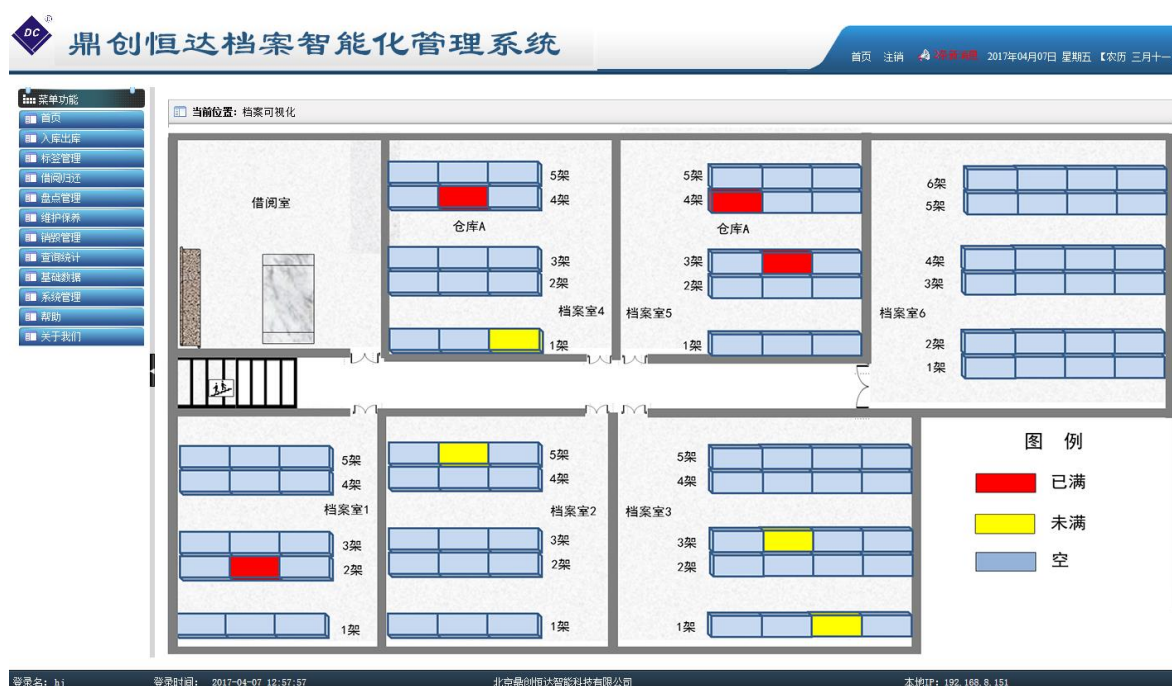 DC
鼎创恒达档案智能化管理系统
首页 注销 2017年04月07日 星期五 【农历 三月十一
菜单功能
首页
入库出库
标签管理
借阅归还
盘点管理
维护保养
销毁管理
查询统计
基础数据
系统管理
帮助
关于我们
当前位置: 档案可视化
借阅室
5架
4架
仓库A
3架
2架
档案室4
1架
5架
4架
仓库A
3架
2架
档案室5
1架
6架
5架
4架
3架
档案室6
2架
1架
5架
4架
档案室1
3架
2架
1架
5架
4架
档案室2
3架
2架
1架
5架
4架
档案室3
3架
2架
1架
图 例
已满
未满
空
登录名: hj 登录时间: 2017-04-07 12:57:57 北京鼎创恒达智能科技有限公司 本地IP: 192.168.8.151